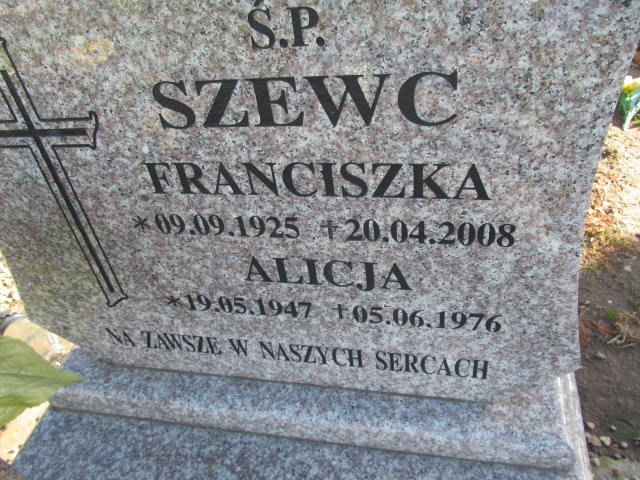 Ś.P.
SZEWC
FRANCISZKA
*09.09.1925 †20.04.2008
ALICJA
*19.05.1947 †05.06.1976
NA ZAWSZE W NASZYCH SERCACH